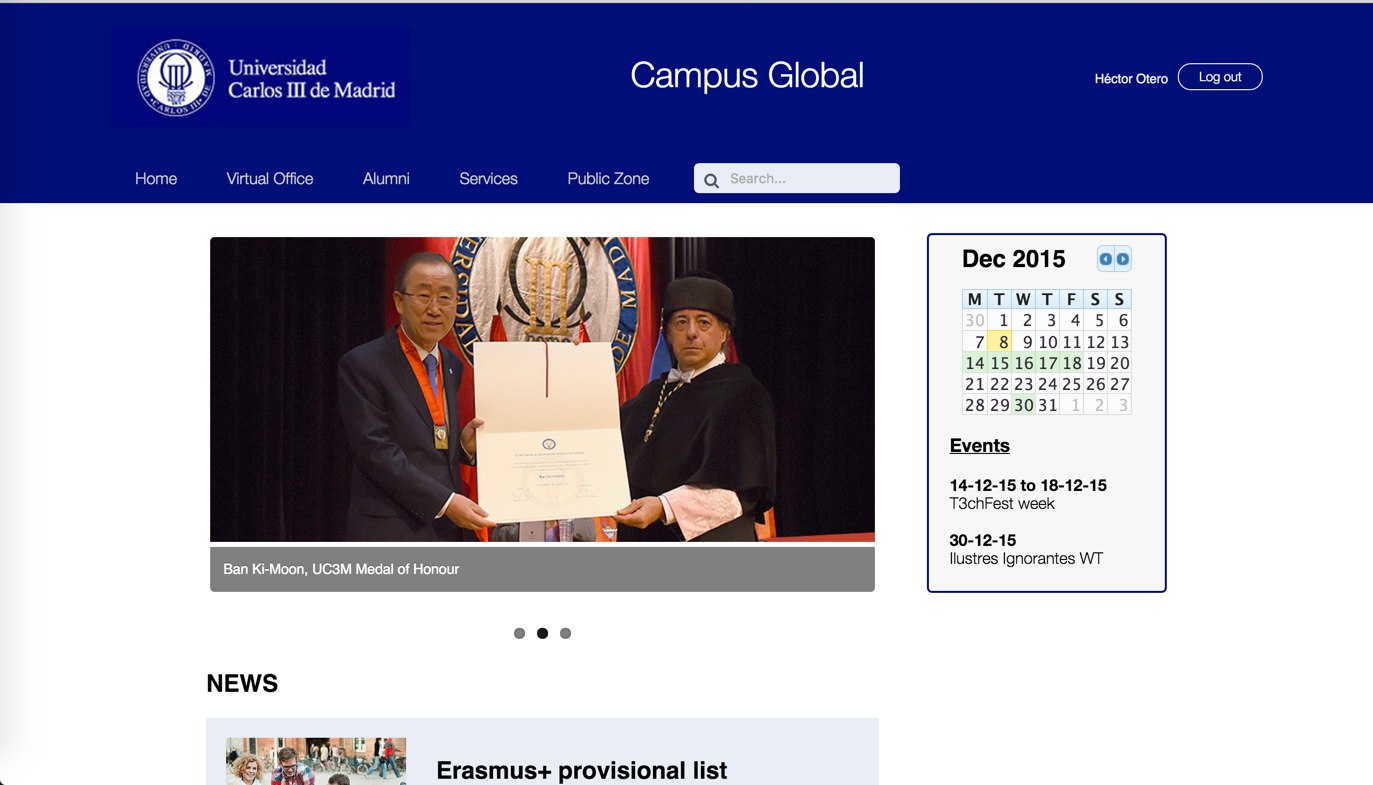 Universidad
Carlos III de Madrid
Campus Global
Héctor Otero
Log out
Home
Virtual Office
Alumni
Services
Public Zone
Search...
Dec 2015
M T W T F S S
30 1 2 3 4 5 6
7 8 9 10 11 12 13
14 15 16 17 18 19 20
21 22 23 24 25 26 27
28 29 30 31 1 2 3
Events
14-12-15 to 18-12-15
T3chFest week
30-12-15
Ilustres Ignorantes WT
Ban Ki-Moon, UC3M Medal of Honour
NEWS
Erasmus+ provisional list